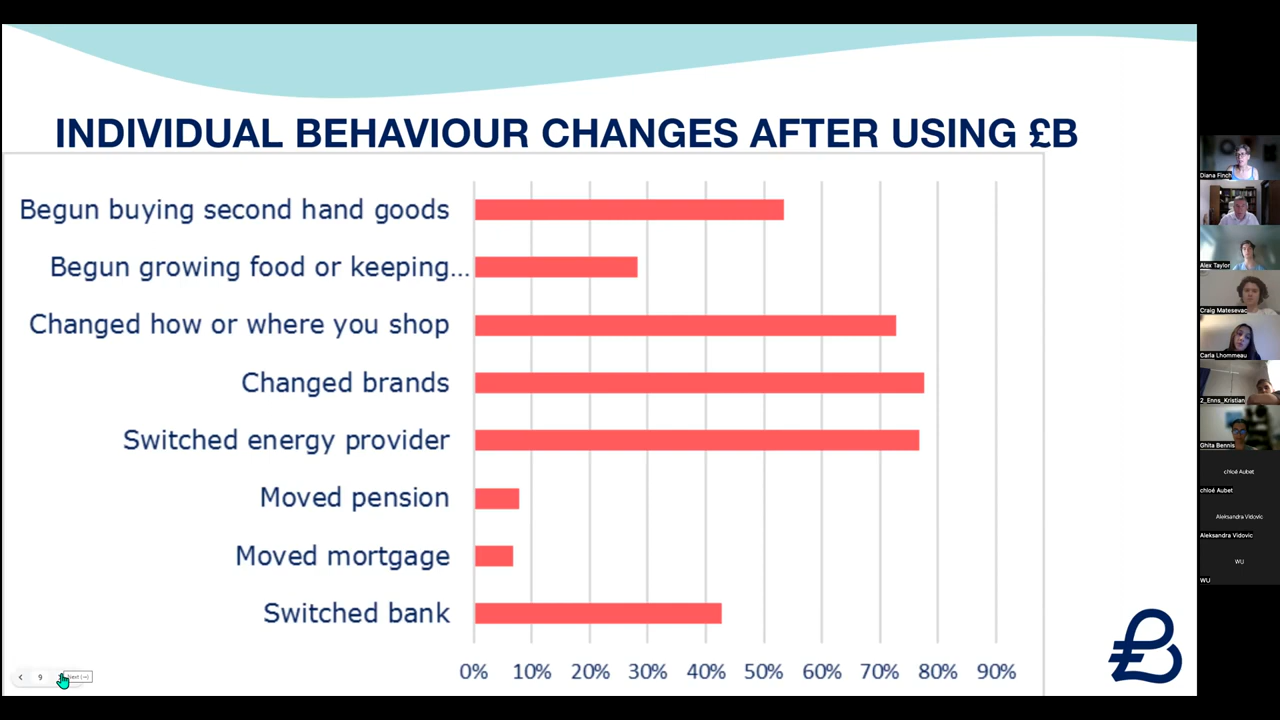 INDIVIDUAL BEHAVIOUR CHANGES AFTER USING £B
Begun buying second hand goods
Begun growing food or keeping...
Changed how or where you shop
Changed brands
Switched energy provider
Moved pension
Moved mortgage
Switched bank
0% 10% 20% 30% 40% 50% 60% 70% 80% 90%
9
Next (→)
Diana Finch
Alex Taylor
Craig Matesevac
Carla Lhommeau
2_Enns_Kristian
Ghita Bennis
chloé Aubet
chloé Aubet
Aleksandra Vidovic
Aleksandra Vidovic
WU
WU